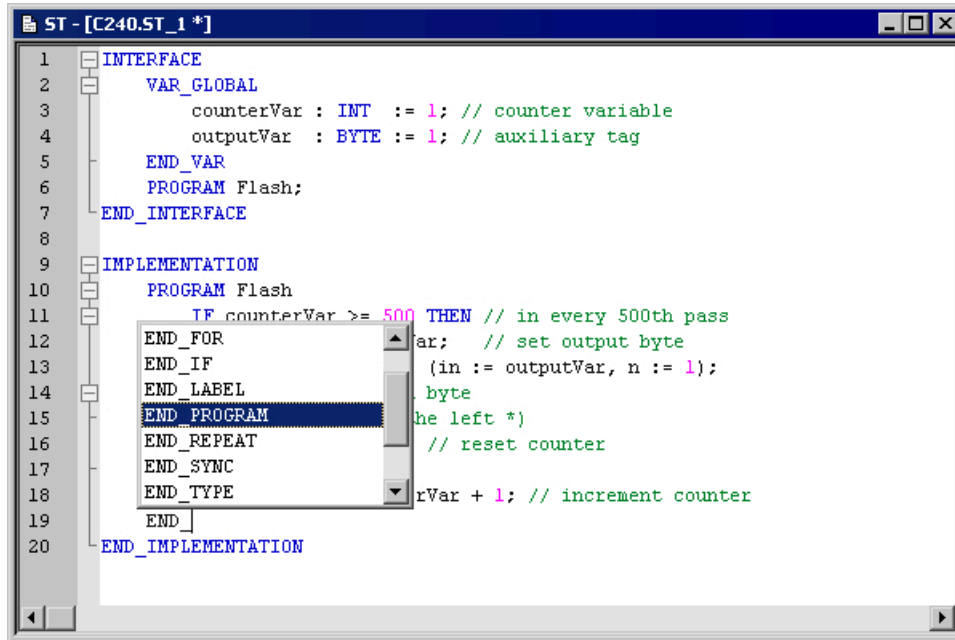 ST - [C240.ST_1 *]
1 INTERFACE
2 VAR_GLOBAL
3 counterVar : INT := 1; // counter variable
4 outputVar : BYTE := 1; // auxiliary tag
5 END_VAR
6 PROGRAM Flash;
7 END_INTERFACE
8
9 IMPLEMENTATION
10 PROGRAM Flash
11 IF counterVar >= 500 THEN // in every 500th pass
12 END_FOR ar; // set output byte
13 END_IF (in := outputVar, n := 1);
14 END_LABEL byte
15 END_PROGRAM he left *)
16 END_REPEAT // reset counter
17 END_SYNC
18 END_TYPE rVar + 1; // increment counter
19 END_
20 END_IMPLEMENTATION